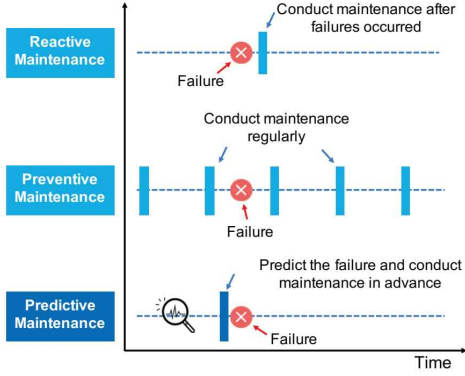 Conduct maintenance after
failures occurred
Reactive
Maintenance
Failure
Conduct maintenance
regularly
Preventive
Maintenance
Failure
Predict the failure and conduct
maintenance in advance
Predictive
Maintenance
Failure
Time